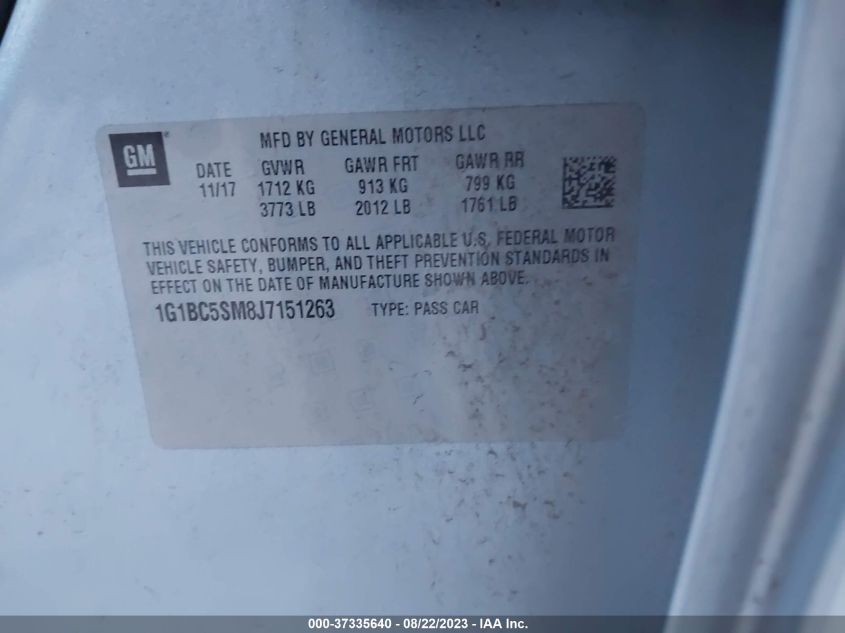 GM
MFD BY GENERAL MOTORS LLC
DATE GVWR GAWR FRT GAWR RR
11/17 1712 KG 913 KG 799 KG
3773 LB 2012 LB 1761 LB
THIS VEHICLE CONFORMS TO ALL APPLICABLE U.S. FEDERAL MOTOR
VEHICLE SAFETY, BUMPER, AND THEFT PREVENTION STANDARDS IN
EFFECT ON THE DATE OF MANUFACTURE SHOWN ABOVE.
1G1BC5SM8J7151263 TYPE: PASS CAR
000-37335640 - 08/22/2023 - IAA Inc.